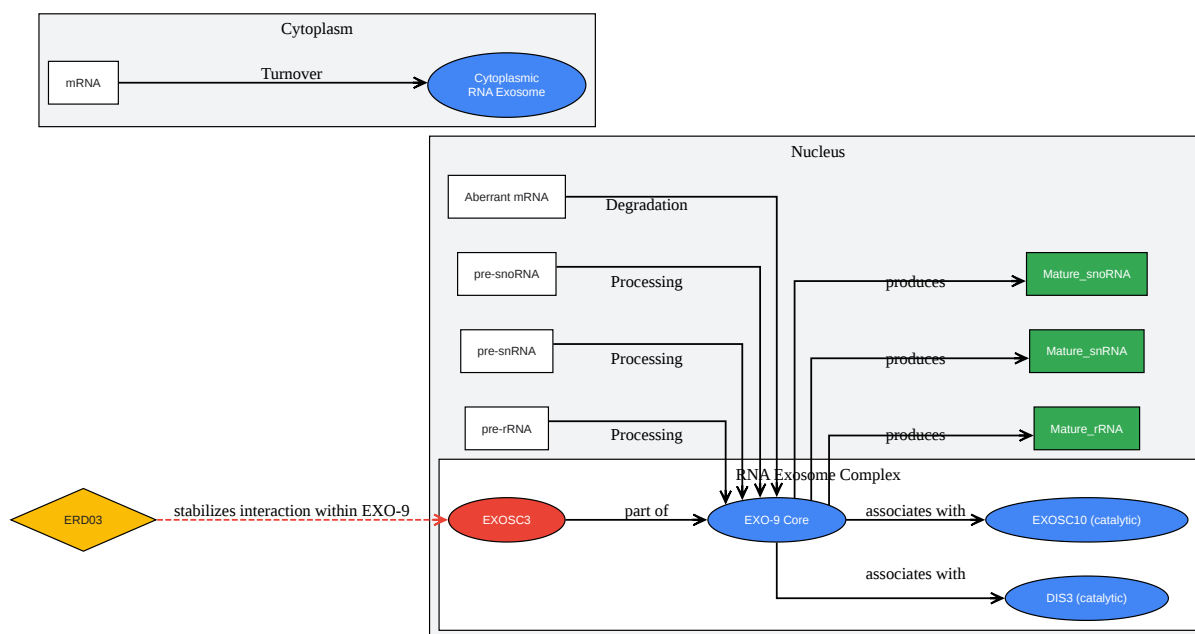 Cytoplasm
mRNA
Turnover
Cytoplasmic
RNA Exosome
Nucleus
Aberrant mRNA
Degradation
pre-snoRNA
Processing
produces
Mature_snoRNA
pre-snRNA
Processing
produces
Mature_snRNA
pre-rRNA
Processing
produces
Mature_rRNA
RNA Exosome Complex
ERD03
stabilizes interaction within EXO-9
EXOSC3
part of
EXO-9 Core
associates with
EXOSC10 (catalytic)
associates with
DIS3 (catalytic)